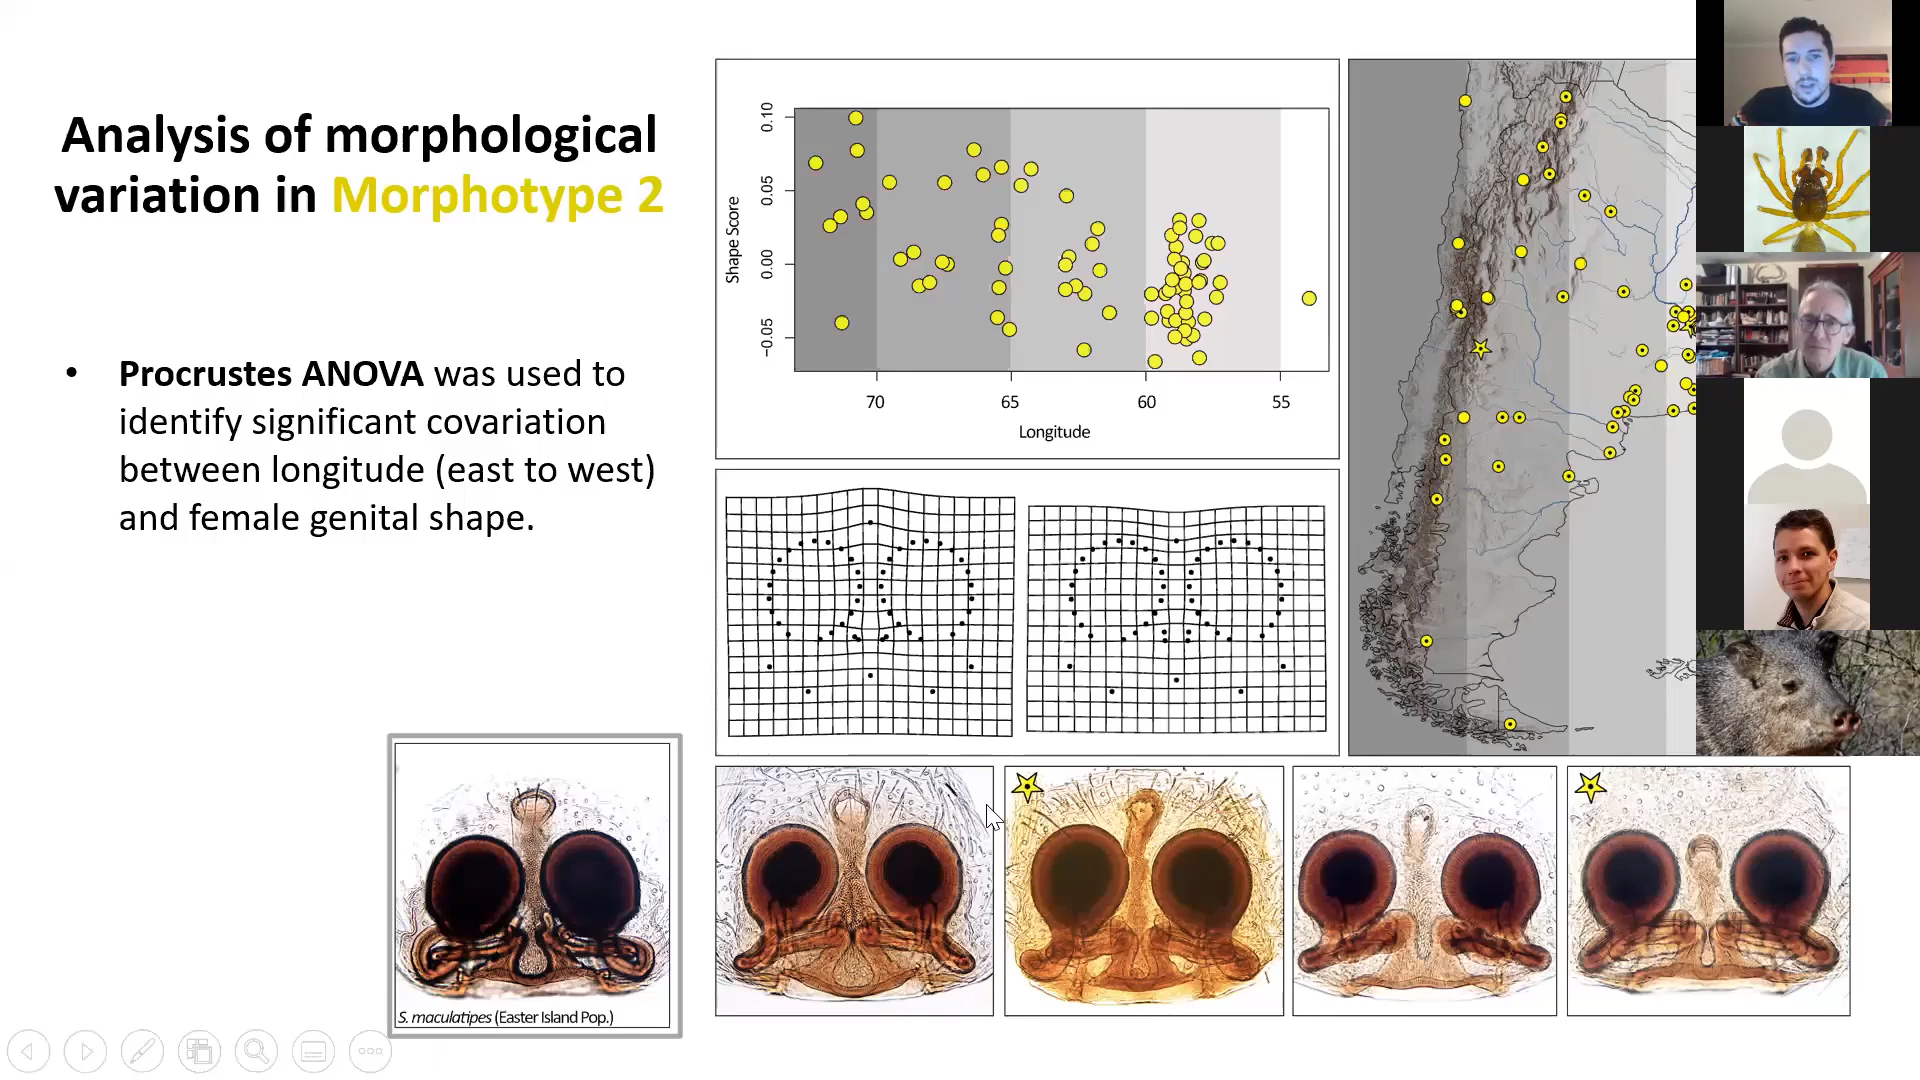 Analysis of morphological
variation in Morphotype 2
• Procrustes ANOVA was used to
identify significant covariation
between longitude (east to west)
and female genital shape.
Shape Score
0.10
0.05
0.00
−0.05
70
65
60
55
Longitude
S. maculatipes (Easter Island Pop.)